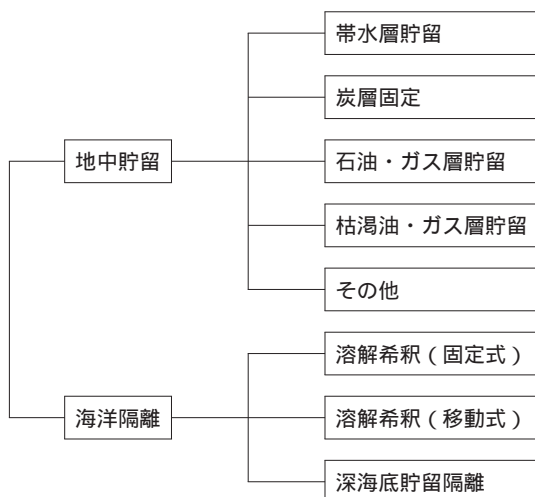 帯水層貯留
炭層固定
地中貯留
石油・ガス層貯留
枯渇油・ガス層貯留
その他
溶解希釈(固定式)
海洋隔離
溶解希釈(移動式)
深海底貯留隔離